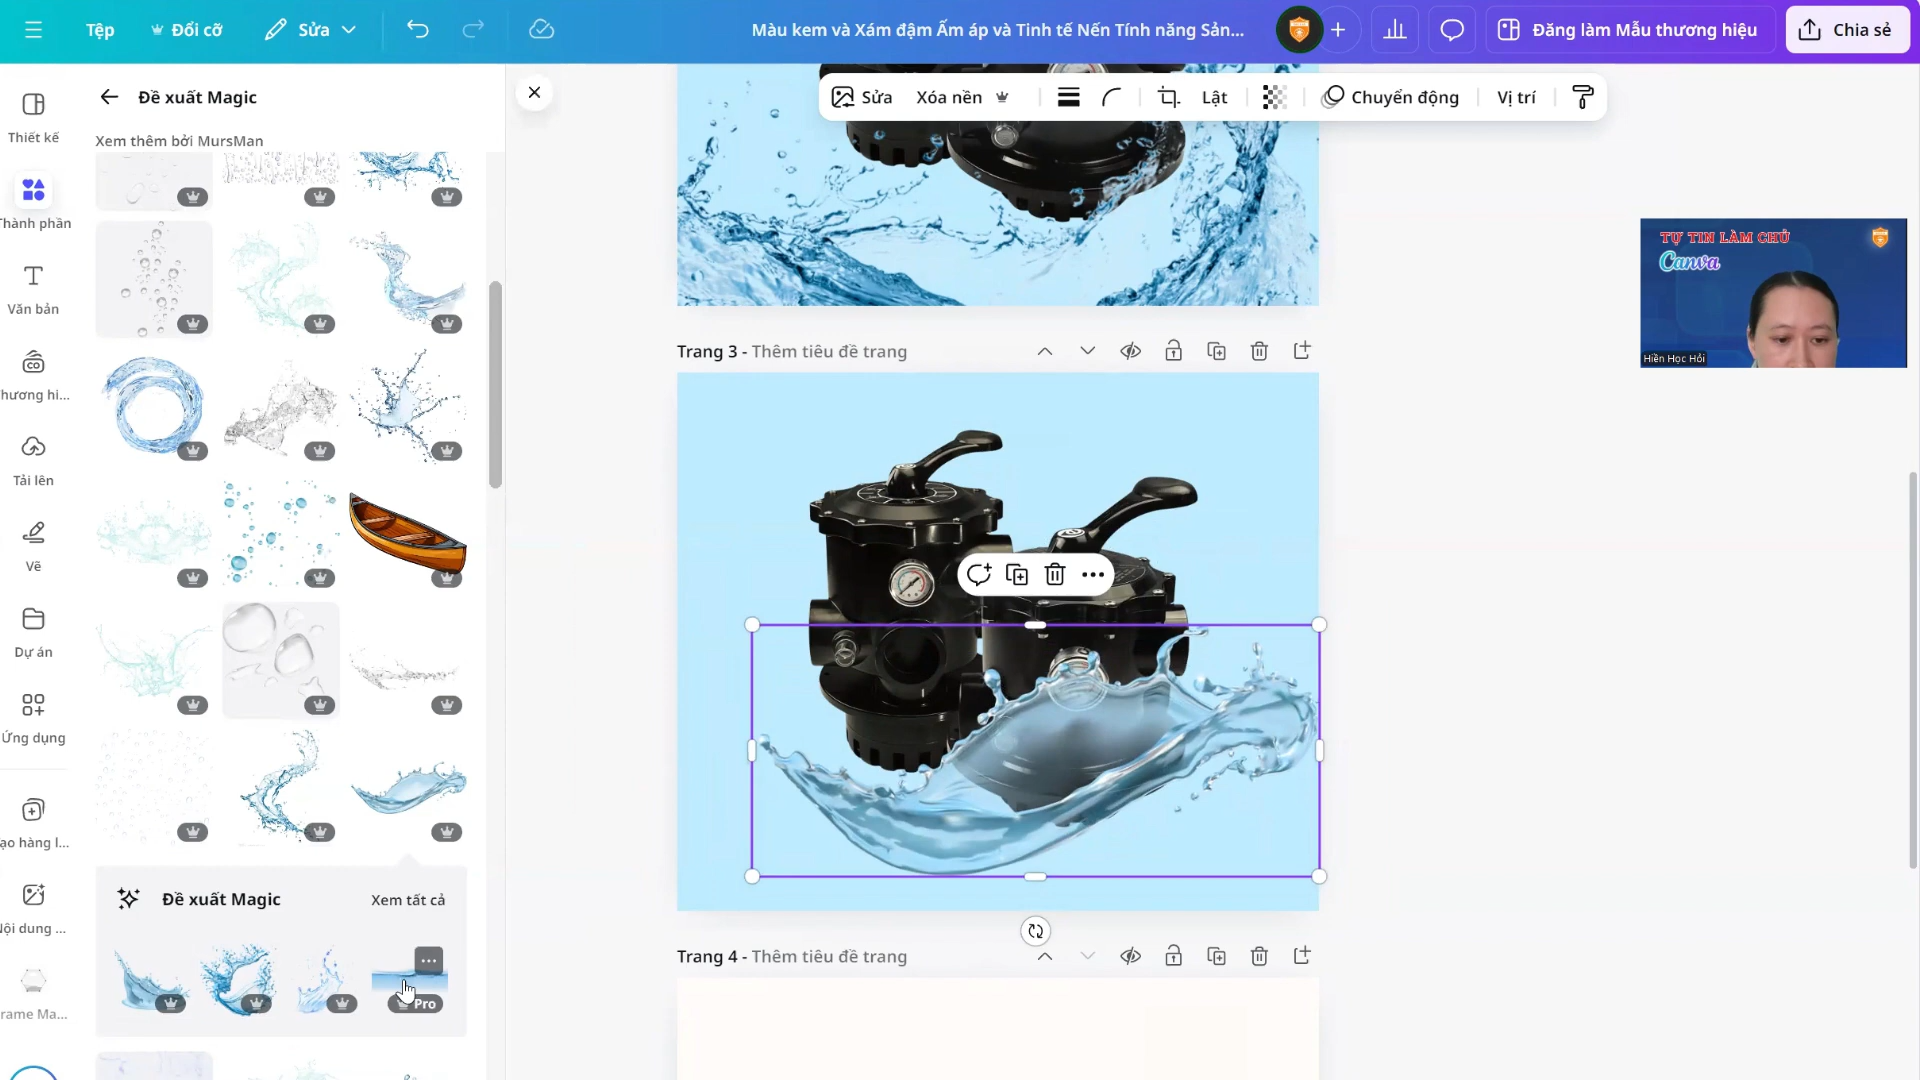 Tệp
Đổi cỡ
Sửa
Màu kem và Xám đậm Ấm áp và Tinh tế Nến Tính năng Sản...
Đăng làm Mẫu thương hiệu
Chia sẻ
Thiết kế
Thành phần
Văn bản
Thương hi...
Tải lên
Vẽ
Dự án
Ứng dụng
ạo hàng l...
Nội dung ...
rame Ma...
Đề xuất Magic
Xem thêm bởi MursMan
Đề xuất Magic
Xem tất cả
Pro
Sửa
Xóa nền
Lật
Chuyển động
Vị trí
Trang 3 - Thêm tiêu đề trang
Trang 4 - Thêm tiêu đề trang
TỰ TIN LÀM CHỦ
Canva
Hiền Học Hỏi